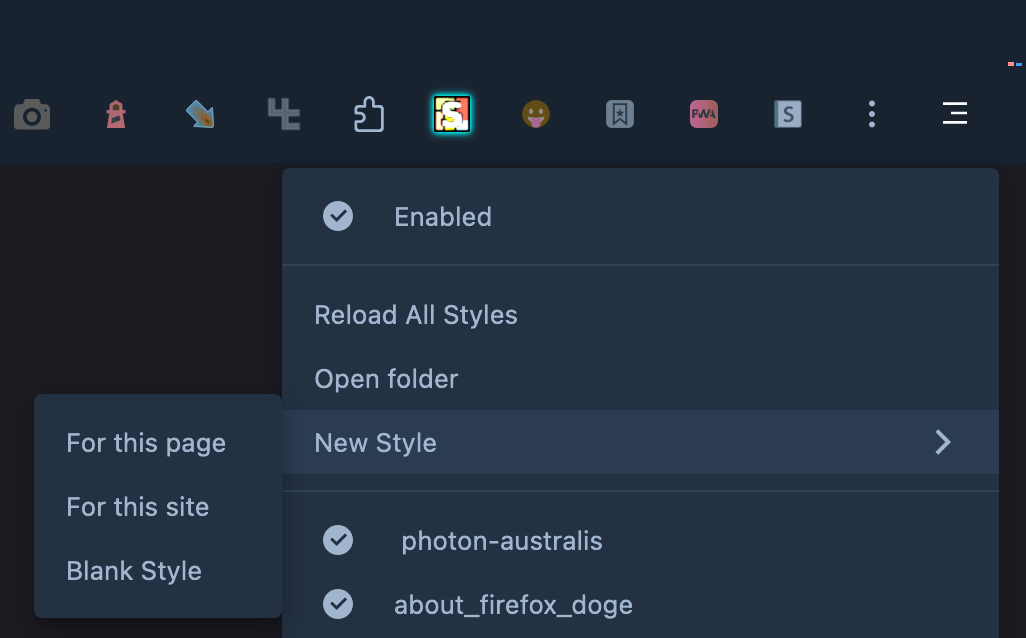 S
PWA
S
Enabled
Reload All Styles
Open folder
New Style
For this page
For this site
Blank Style
photon-australis
about_firefox_doge